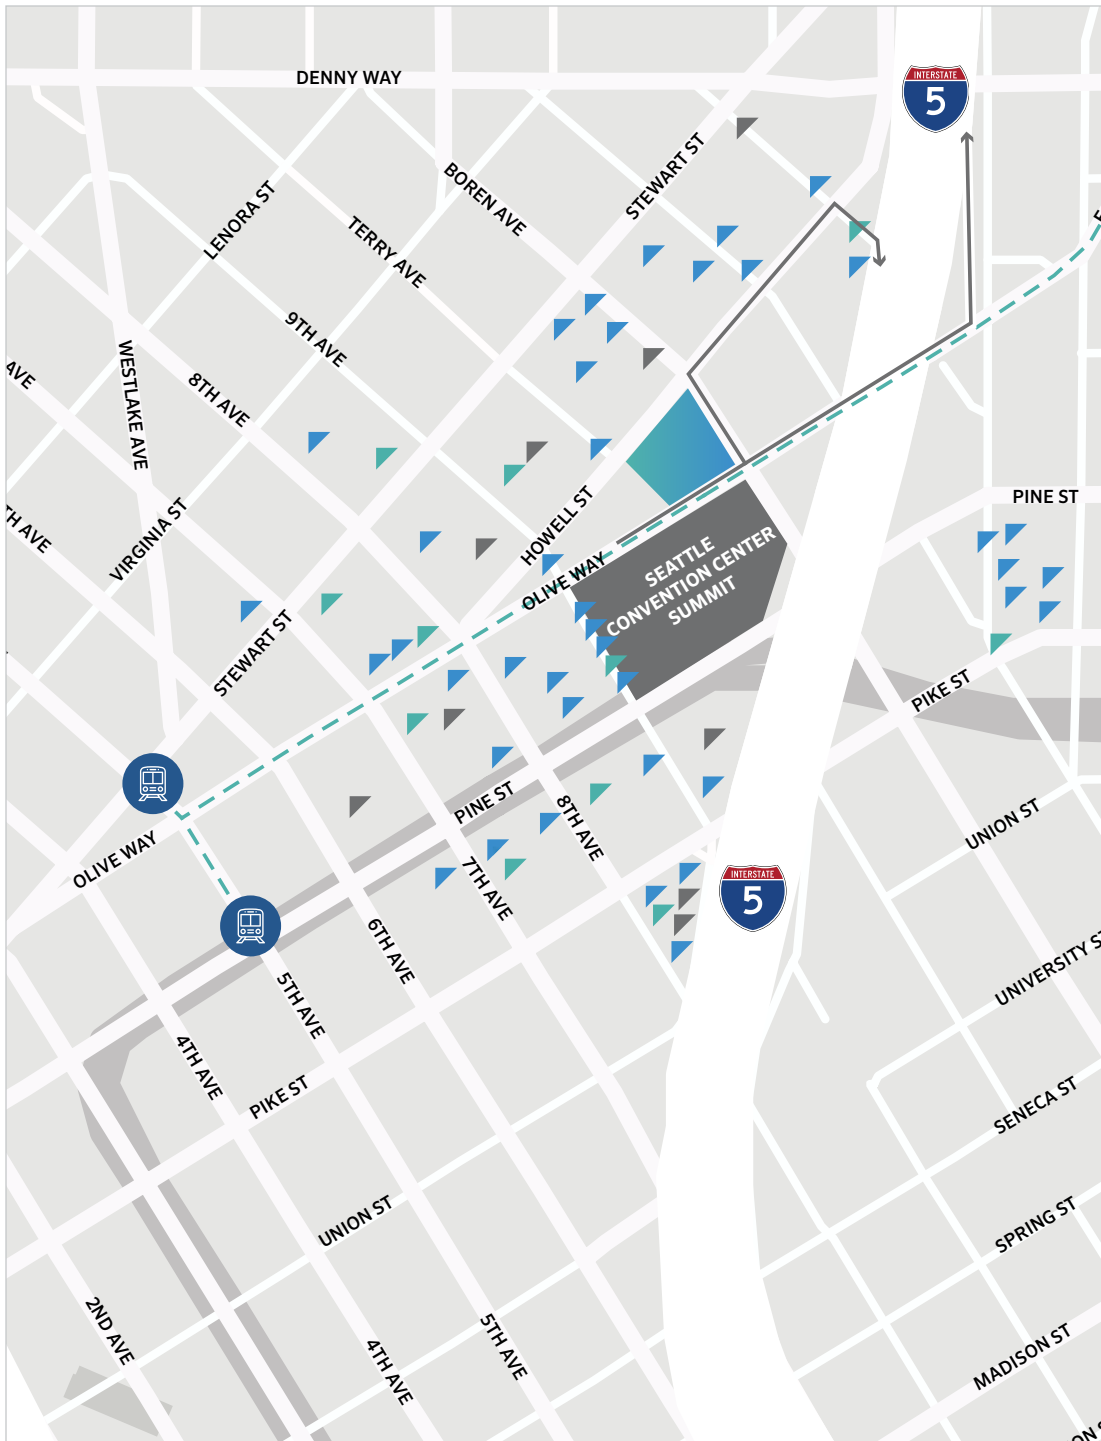 DENNY WAY
INTERSTATE
5
STEWART ST
BOREN AVE
LENORA ST
TERRY AVE
9TH AVE
WESTLAKE AVE
8TH AVE
AVE
VIRGINIA ST
TH AVE
HOWELL ST
OLIVE WAY
SEATTLE
CONVENTION CENTER
SUMMIT
PINE ST
STEWART ST
PIKE ST
OLIVE WAY
PINE ST
8TH AVE
7TH AVE
UNION ST
INTERSTATE
5
6TH AVE
5TH AVE
UNIVERSITY ST
4TH AVE
PIKE ST
SENECA ST
UNION ST
SPRING ST
2ND AVE
4TH AVE
5TH AVE
MADISON ST